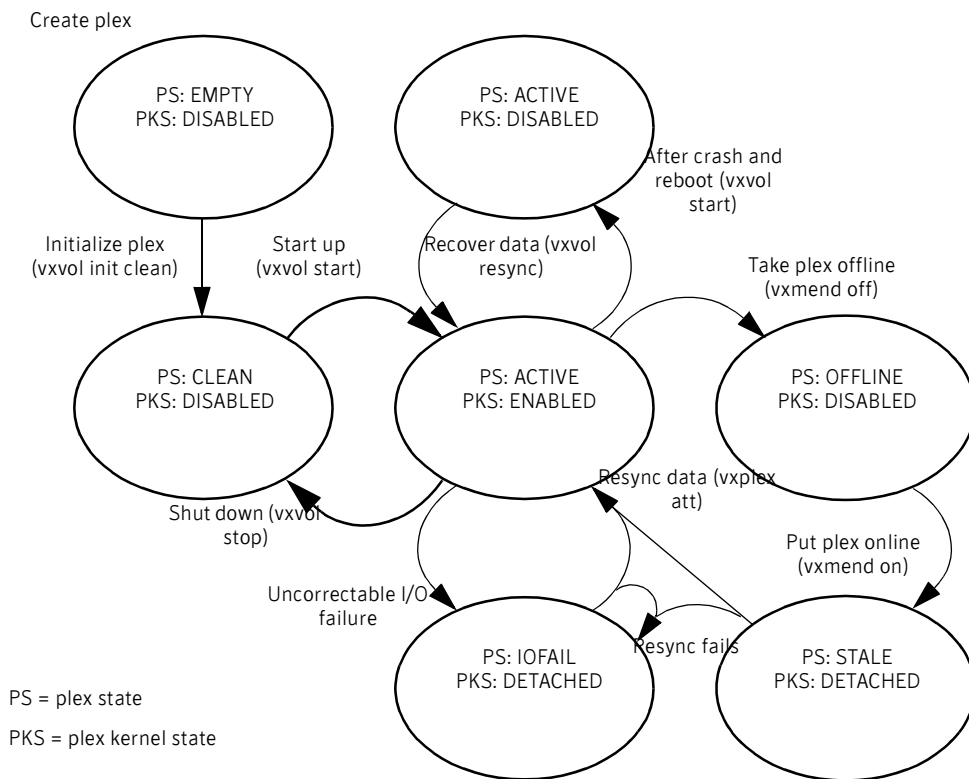 Create plex
PS: EMPTY
PKS: DISABLED
PS: ACTIVE
PKS: DISABLED
After crash and
reboot (vxvol
start)
Initialize plex
(vxvol init clean)
Start up
(vxvol start)
Recover data (vxvol
resync)
Take plex offline
(vxmend off)
PS: CLEAN
PKS: DISABLED
PS: ACTIVE
PKS: ENABLED
PS: OFFLINE
PKS: DISABLED
Shut down (vxvol
stop)
Resync data (vxplex
att)
Put plex online
(vxmend on)
Uncorrectable I/O
failure
Resync fails
PS: IOFAIL
PKS: DETACHED
PS: STALE
PKS: DETACHED
PS = plex state
PKS = plex kernel state